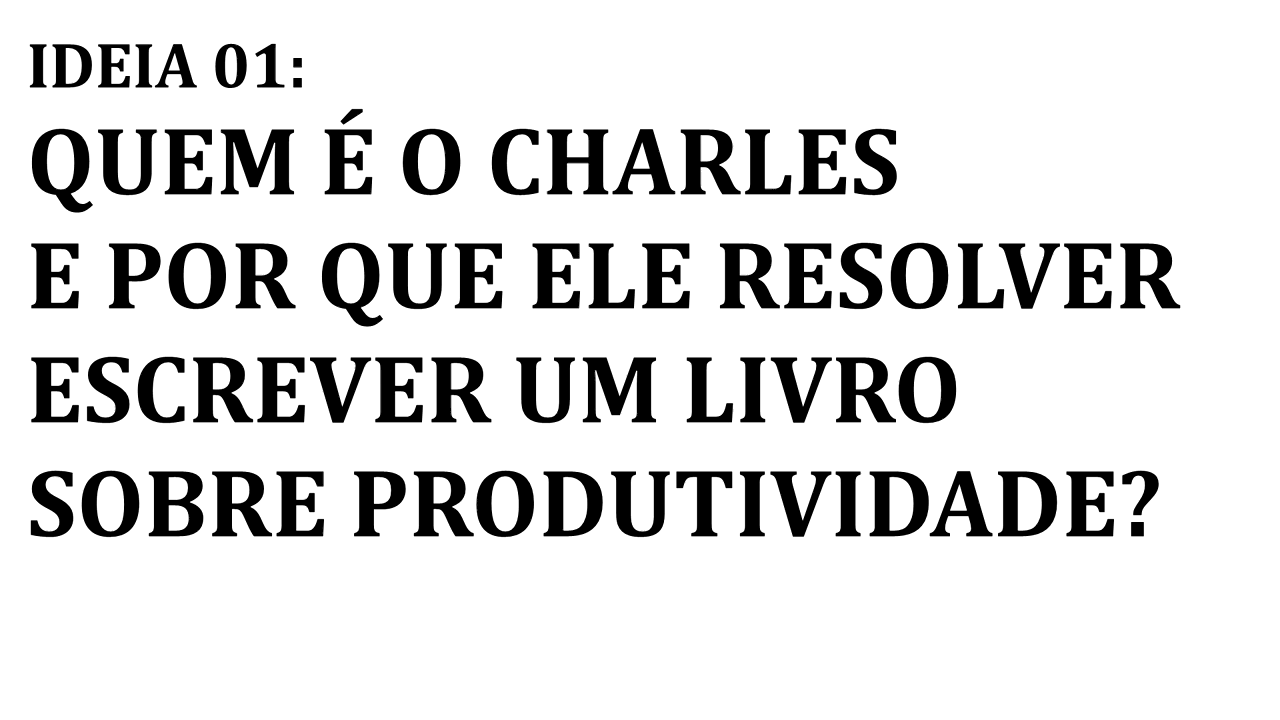 IDEIA 01:
QUEM É O CHARLES
E POR QUE ELE RESOLVER
ESCREVER UM LIVRO
SOBRE PRODUTIVIDADE?